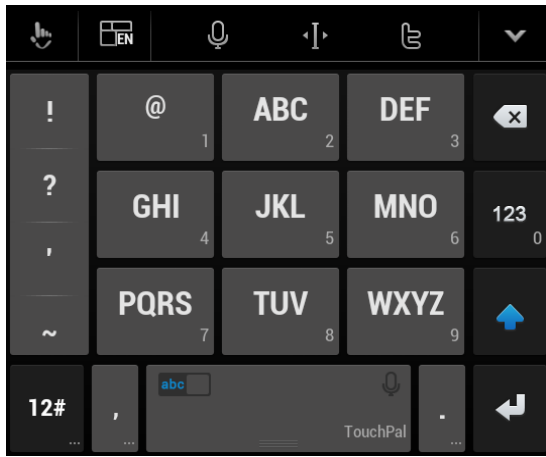 EN
!
@
1
ABC
2
DEF
3
?
GHI
4
JKL
5
MNO
6
123
0
'
PQRS
7
TUV
8
WXYZ
9
~
12#
...
,
...
abc
TouchPal
.
...